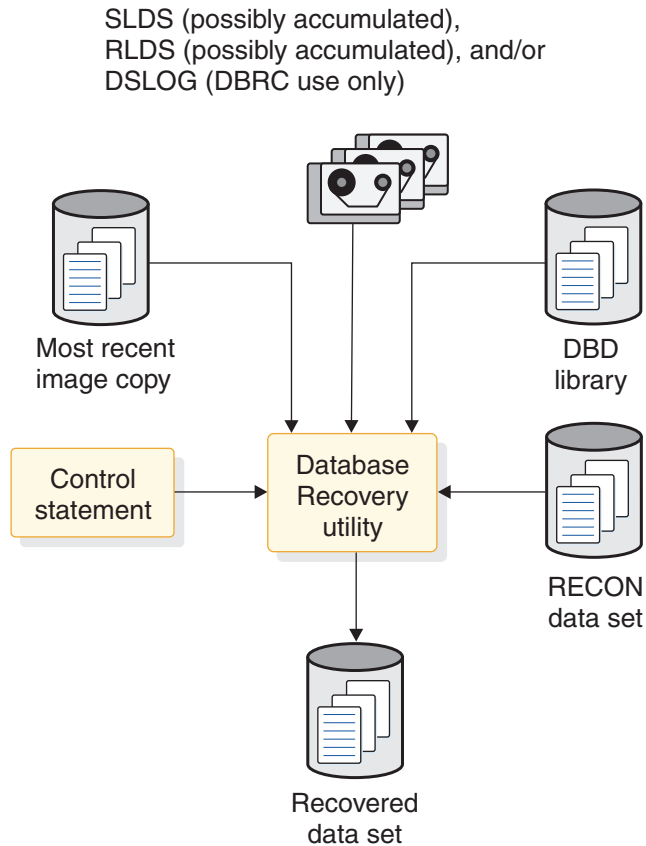 SLDS (possibly accumulated),
RLDS (possibly accumulated), and/or
DSLOG (DBRC use only)
Most recent
image copy
DBD
library
Control
statement
Database
Recovery
utility
RECON
data set
Recovered
data set